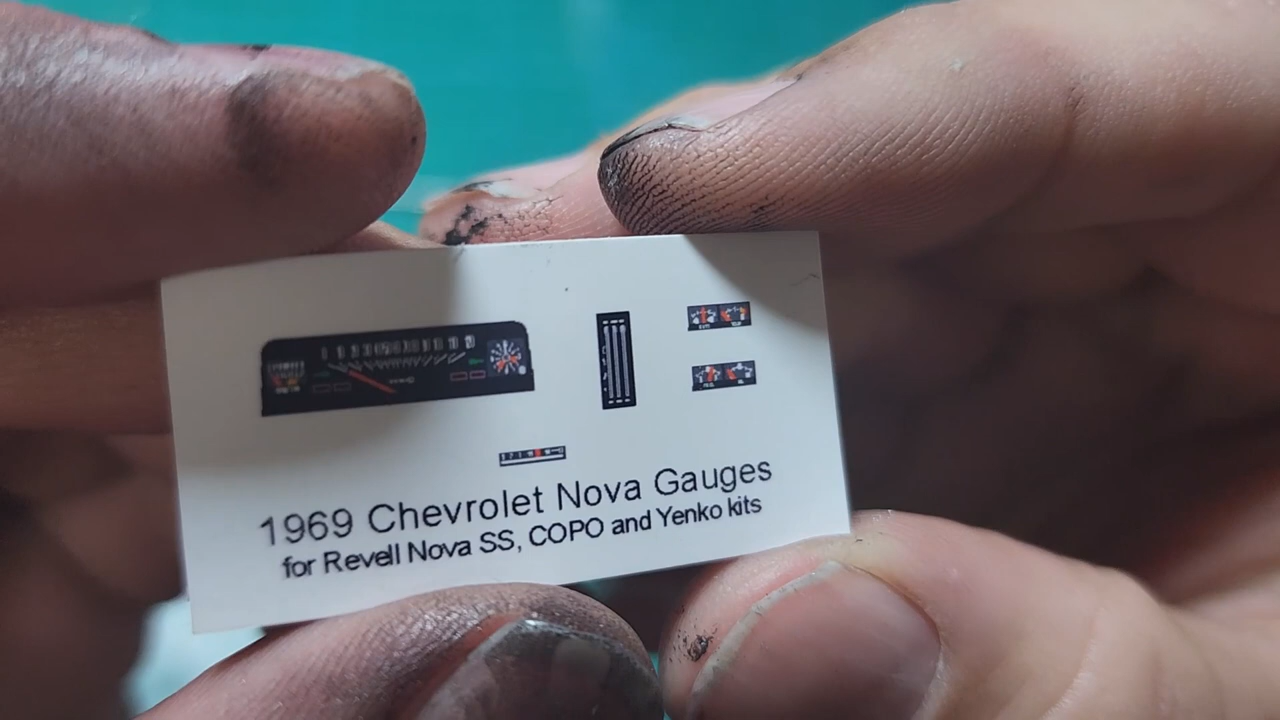 1969 Chevrolet Nova Gauges
for Revell Nova SS, COPO and Yenko kits